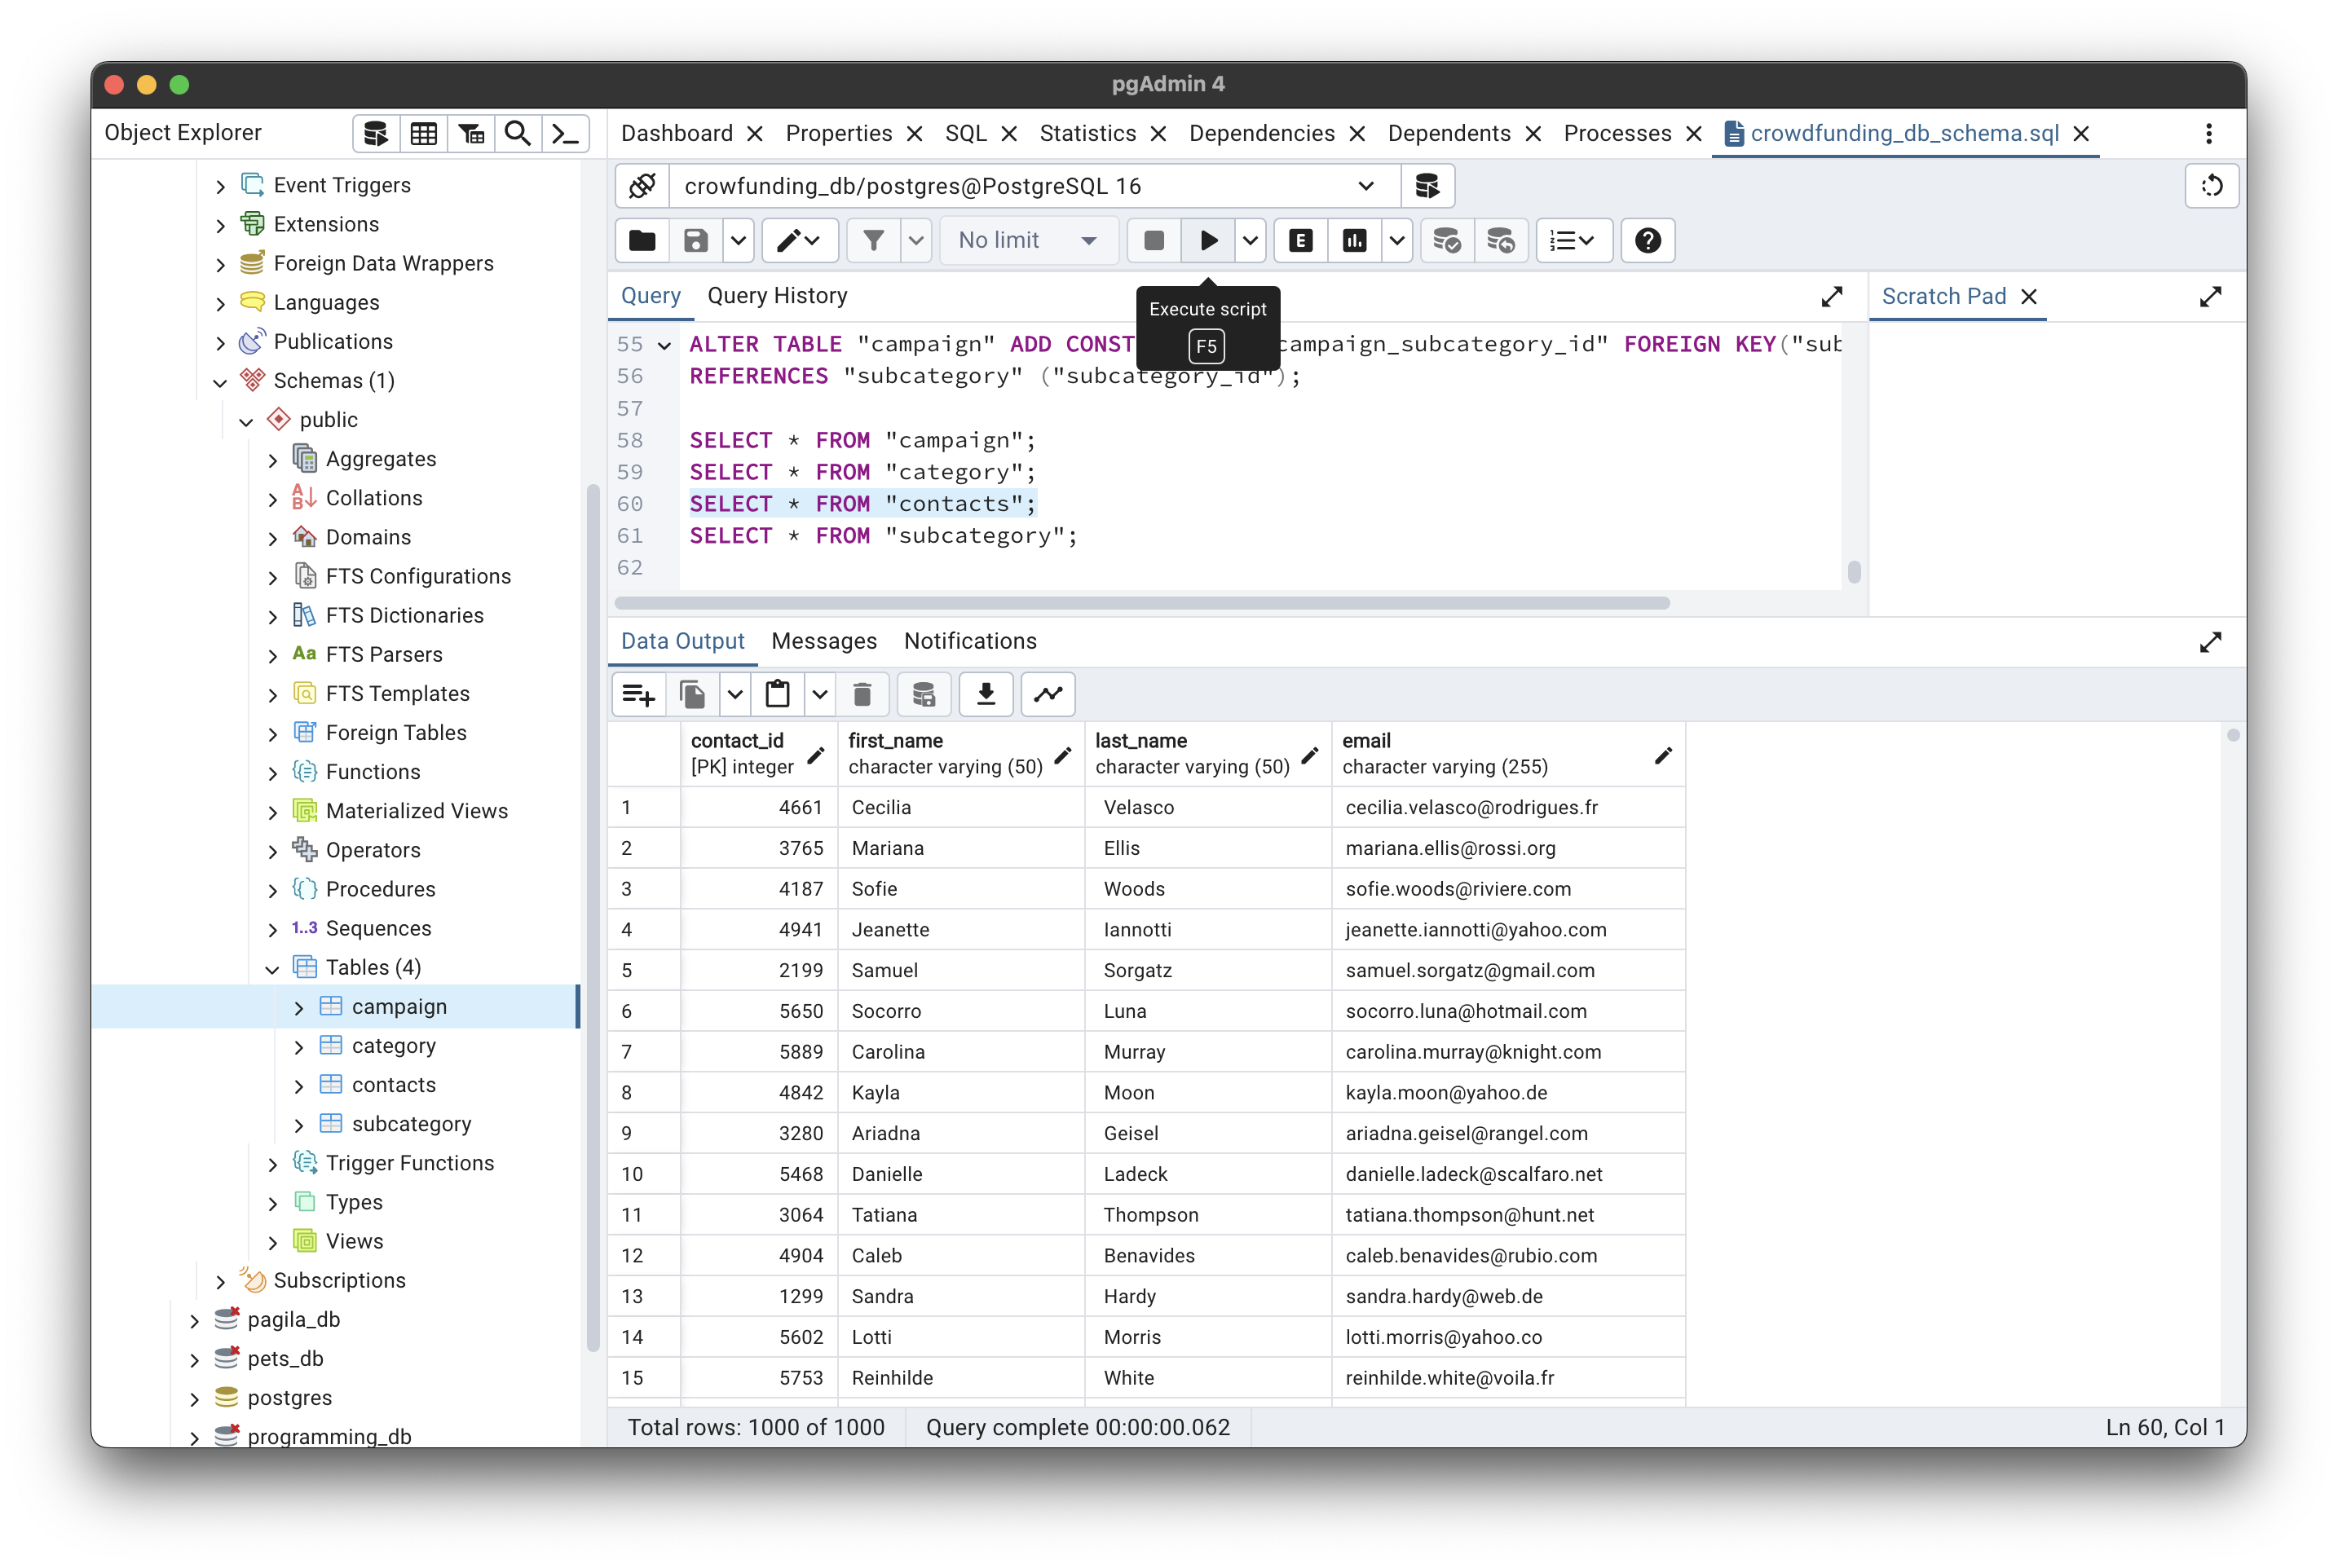 pgAdmin 4
Object Explorer
Dashboard
Properties
SQL
Statistics
Dependencies
Dependents
Processes
crowdfunding_db_schema.sql
Event Triggers
Extensions
Foreign Data Wrappers
Languages
Publications
Schemas (1)
public
Aggregates
Collations
Domains
FTS Configurations
FTS Dictionaries
Aa FTS Parsers
FTS Templates
Foreign Tables
Functions
Materialized Views
Operators
Procedures
1..3 Sequences
Tables (4)
campaign
category
contacts
subcategory
Trigger Functions
Types
Views
Subscriptions
pagila_db
pets_db
postgres
programming_db
crowfunding_db/postgres@PostgreSQL 16
No limit
E
Query
Query History
Execute script
F5
Scratch Pad
55 ALTER TABLE "campaign" ADD CONST campaign_subcategory_id" FOREIGN KEY("sub
56 REFERENCES "subcategory" ("subcategory_id");
57
58 SELECT * FROM "campaign";
59 SELECT * FROM "category";
60 SELECT * FROM "contacts";
61 SELECT * FROM "subcategory";
62
Data Output
Messages
Notifications
contact_id [PK] integer
first_name character varying (50)
last_name character varying (50)
email character varying (255)
1 4661 Cecilia Velasco cecilia.velasco@rodrigues.fr
2 3765 Mariana Ellis mariana.ellis@rossi.org
3 4187 Sofie Woods sofie.woods@riviere.com
4 4941 Jeanette Iannotti jeanette.iannotti@yahoo.com
5 2199 Samuel Sorgatz samuel.sorgatz@gmail.com
6 5650 Socorro Luna socorro.luna@hotmail.com
7 5889 Carolina Murray carolina.murray@knight.com
8 4842 Kayla Moon kayla.moon@yahoo.de
9 3280 Ariadna Geisel ariadna.geisel@rangel.com
10 5468 Danielle Ladeck danielle.ladeck@scalfaro.net
11 3064 Tatiana Thompson tatiana.thompson@hunt.net
12 4904 Caleb Benavides caleb.benavides@rubio.com
13 1299 Sandra Hardy sandra.hardy@web.de
14 5602 Lotti Morris lotti.morris@yahoo.co
15 5753 Reinhilde White reinhilde.white@voila.fr
Total rows: 1000 of 1000
Query complete 00:00:00.062
Ln 60, Col 1